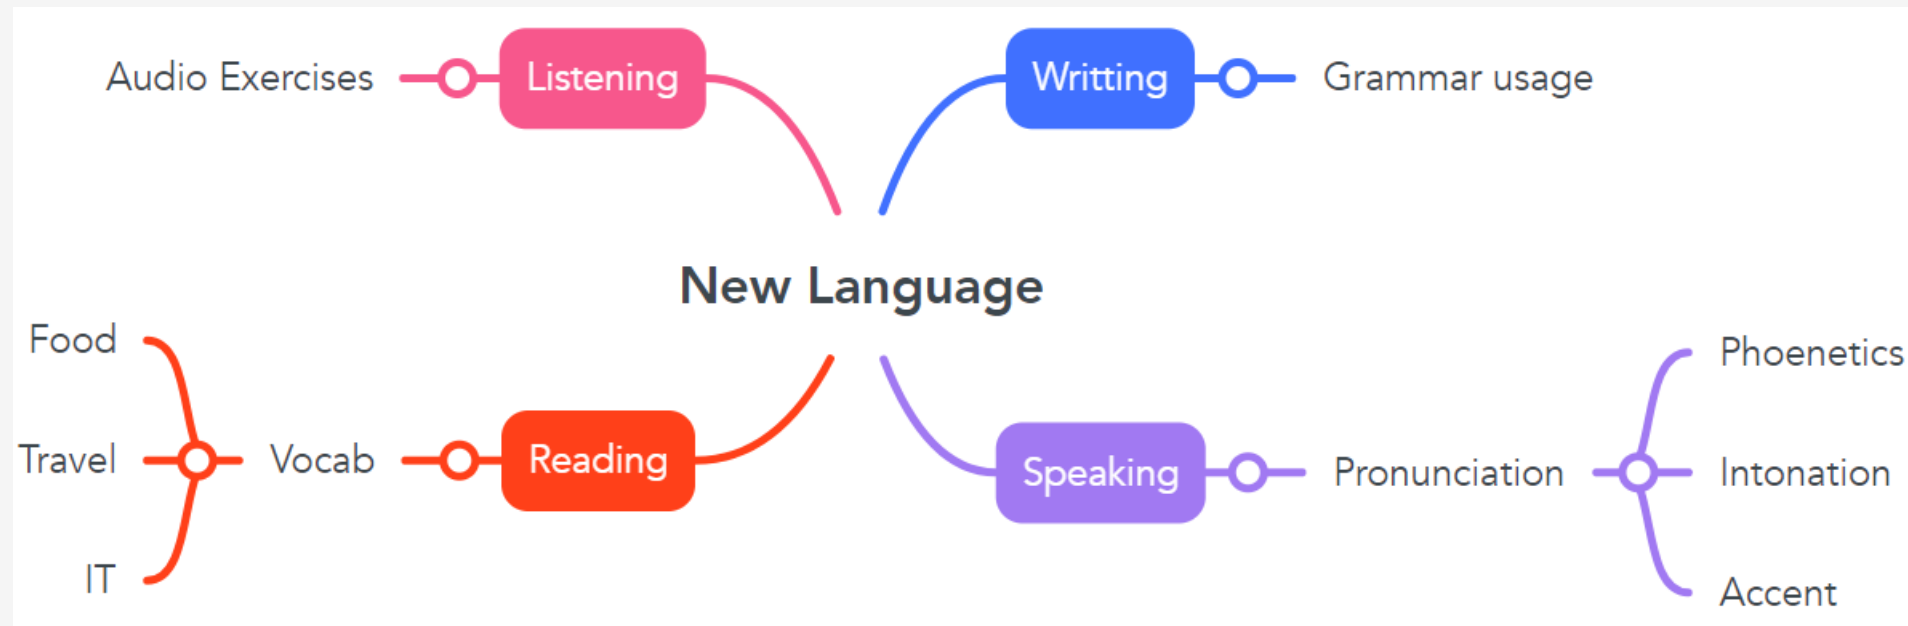 Audio Exercises
Listening
Writting
Grammar usage
New Language
Food
Travel
IT
Vocab
Reading
Speaking
Pronunciation
Phoenetics
Intonation
Accent